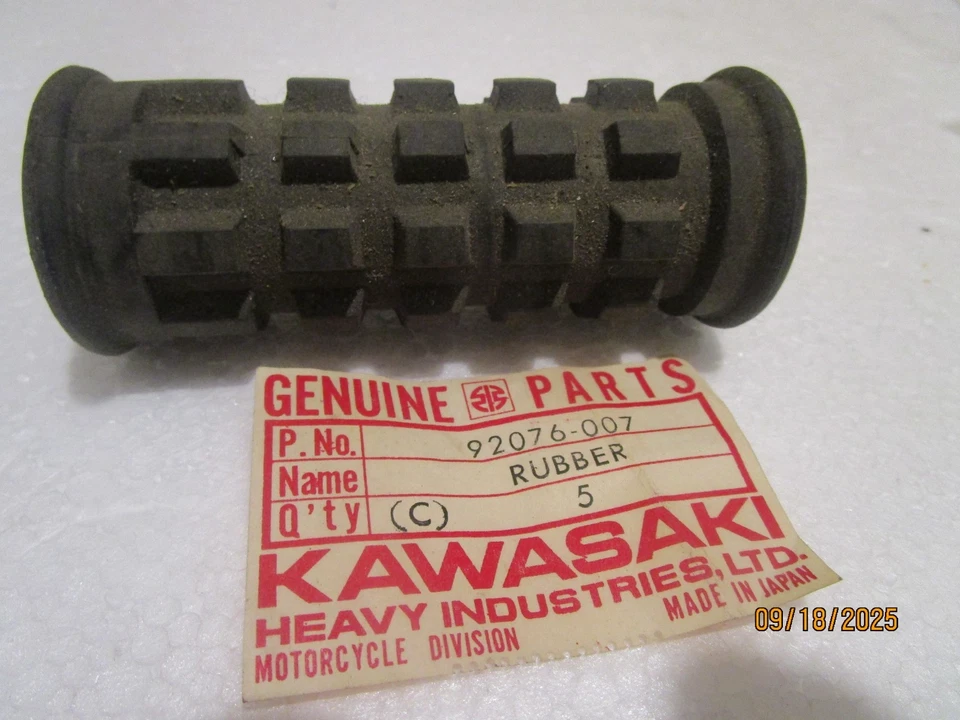 GENUINE PARTS
P.No. 92076-007
Name RUBBER
Q'ty (C) 5
KAWASAKI
HEAVY INDUSTRIES, LTD.
MOTORCYCLE DIVISION MADE IN JAPAN
09/18/2025